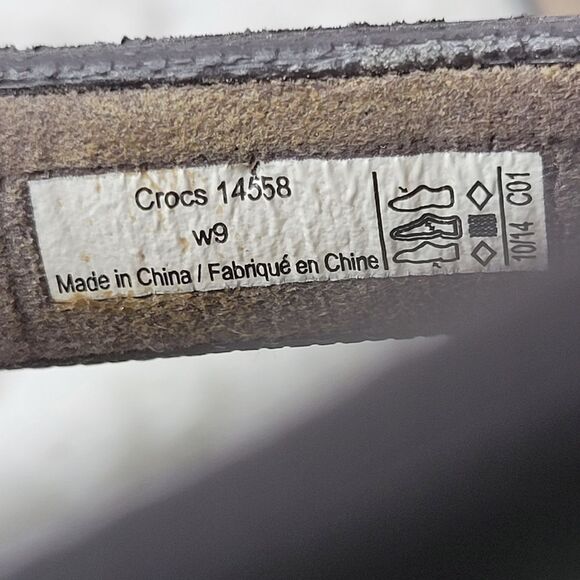 Crocs 14558
w9
Made in China / Fabriqué en Chine
10/14 C01